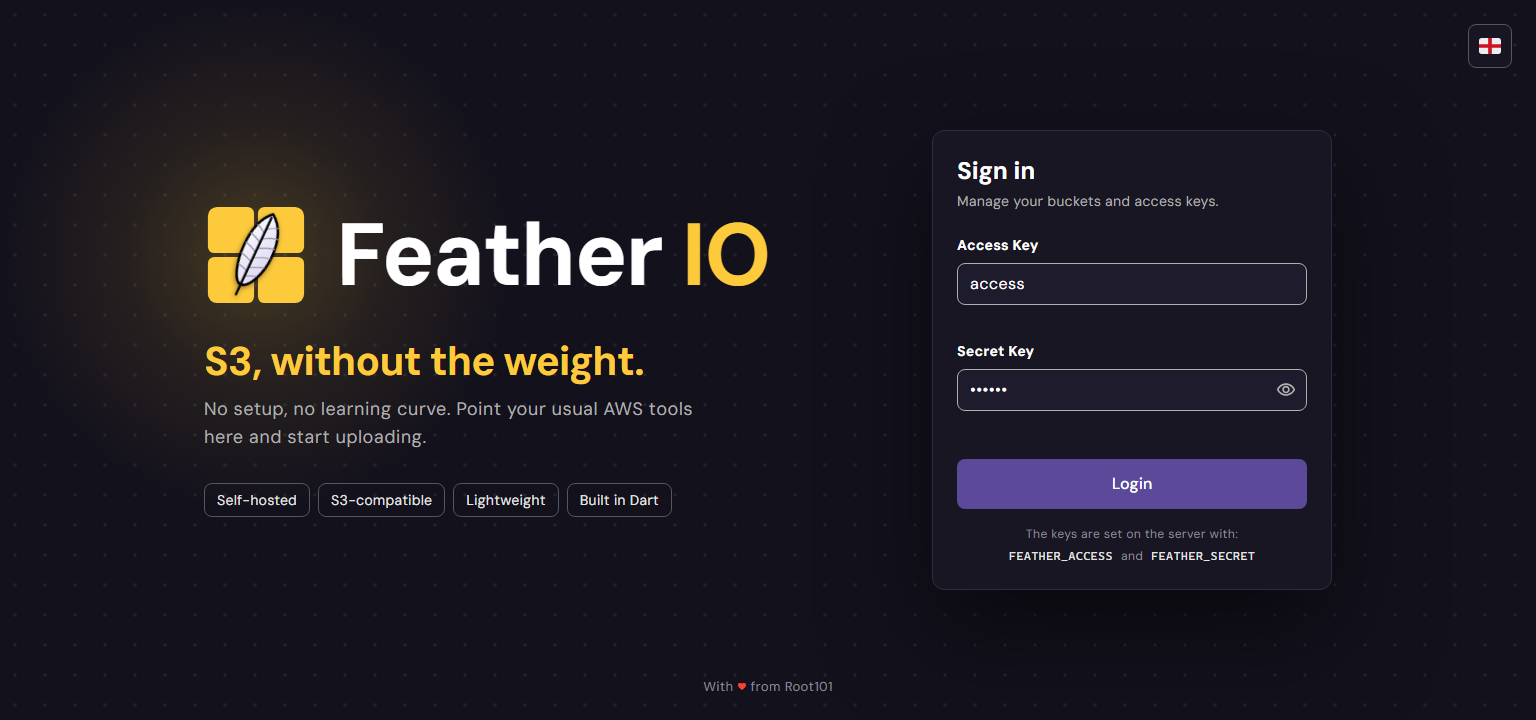 Feather IO
S3, without the weight.
No setup, no learning curve. Point your usual AWS tools
here and start uploading.
Self-hosted
S3-compatible
Lightweight
Built in Dart
Sign in
Manage your buckets and access keys.
Access Key
access
Secret Key
••••••
Login
The keys are set on the server with:
FEATHER_ACCESS and FEATHER_SECRET
With ♥ from Root101